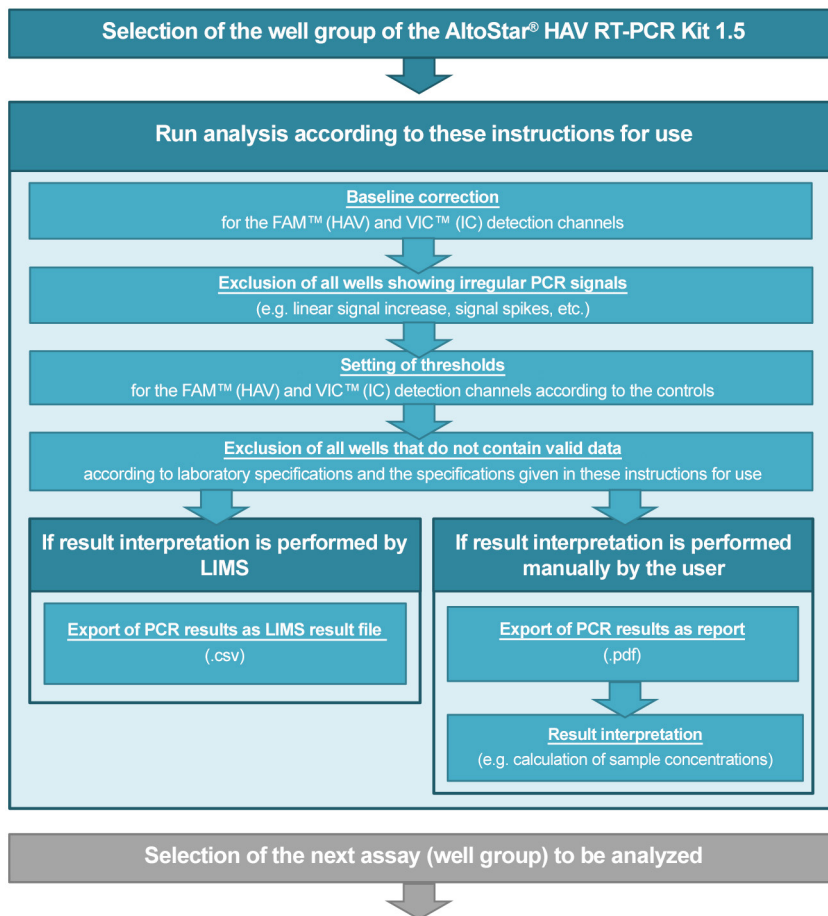 Selection of the well group of the AltoStar® HAV RT-PCR Kit 1.5
Run analysis according to these instructions for use
Baseline correction
for the FAM™ (HAV) and VIC™ (IC) detection channels
Exclusion of all wells showing irregular PCR signals
(e.g. linear signal increase, signal spikes, etc.)
Setting of thresholds
for the FAM™ (HAV) and VIC™ (IC) detection channels according to the controls
Exclusion of all wells that do not contain valid data
according to laboratory specifications and the specifications given in these instructions for use
If result interpretation is performed by
LIMS
Export of PCR results as LIMS result file
(.csv)
If result interpretation is performed
manually by the user
Export of PCR results as report
(.pdf)
Result interpretation
(e.g. calculation of sample concentrations)
Selection of the next assay (well group) to be analyzed